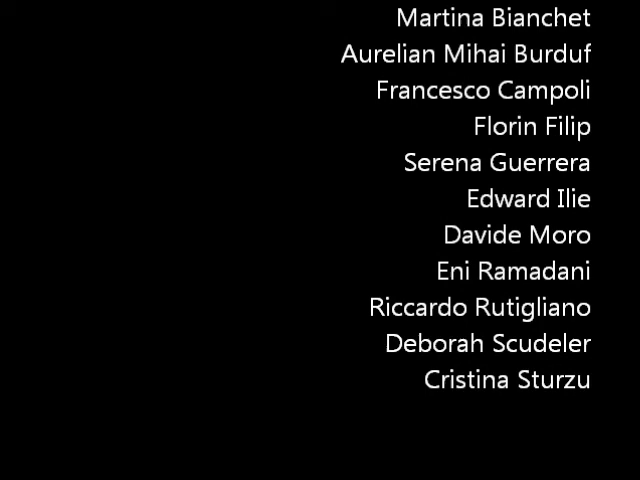 Martina Bianchet
Aurelian Mihai Burduf
Francesco Campoli
Florin Filip
Serena Guerrera
Edward Ilie
Davide Moro
Eni Ramadani
Riccardo Rutigliano
Deborah Scudeler
Cristina Sturzu